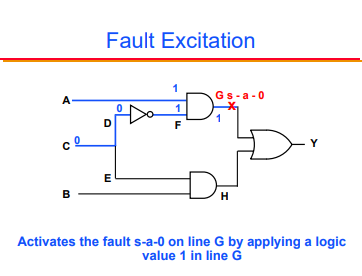 Fault Excitation
1
A
G s - a - 0
0
1
X
D
F
1
C
0
Y
E
B
H
Activates the fault s-a-0 on line G by applying a logic
value 1 in line G